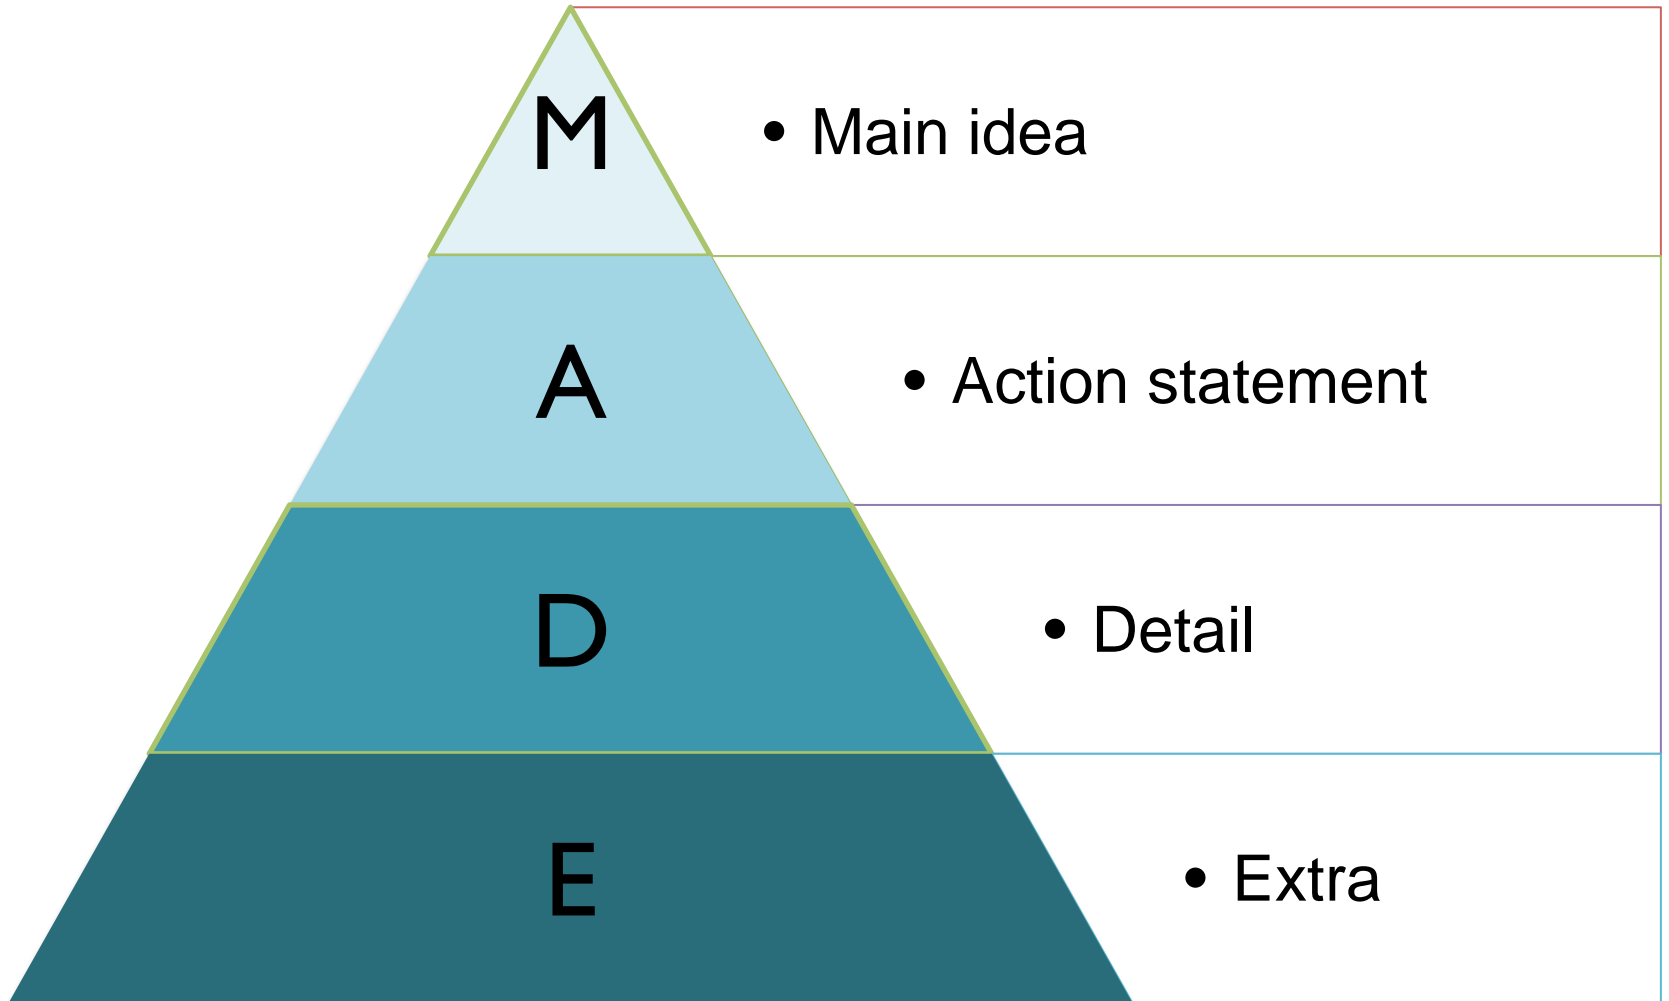 M
• Main idea
A
• Action statement
D
• Detail
E
• Extra